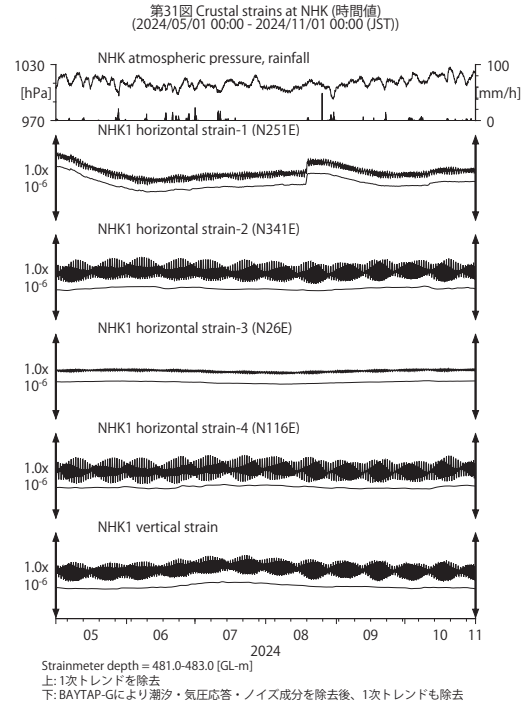 第31図 Crustal strains at NHK (時間値)
(2024/05/01 00:00 - 2024/11/01 00:00 (JST))
NHK atmospheric pressure, rainfall
1030
[hPa]
970
100
[mm/h]
0
NHK1 horizontal strain-1 (N251E)
1.0x
10-6
NHK1 horizontal strain-2 (N341E)
1.0x
10-6
NHK1 horizontal strain-3 (N26E)
1.0x
10-6
NHK1 horizontal strain-4 (N116E)
1.0x
10-6
NHK1 vertical strain
1.0x
10-6
05 06 07 08 09 10 11
2024
Strainmeter depth = 481.0-483.0 [GL-m]
上: 1次トレンドを除去
下: BAYTAP-Gにより潮汐・気圧応答・ノイズ成分を除去後、1次トレンドも除去